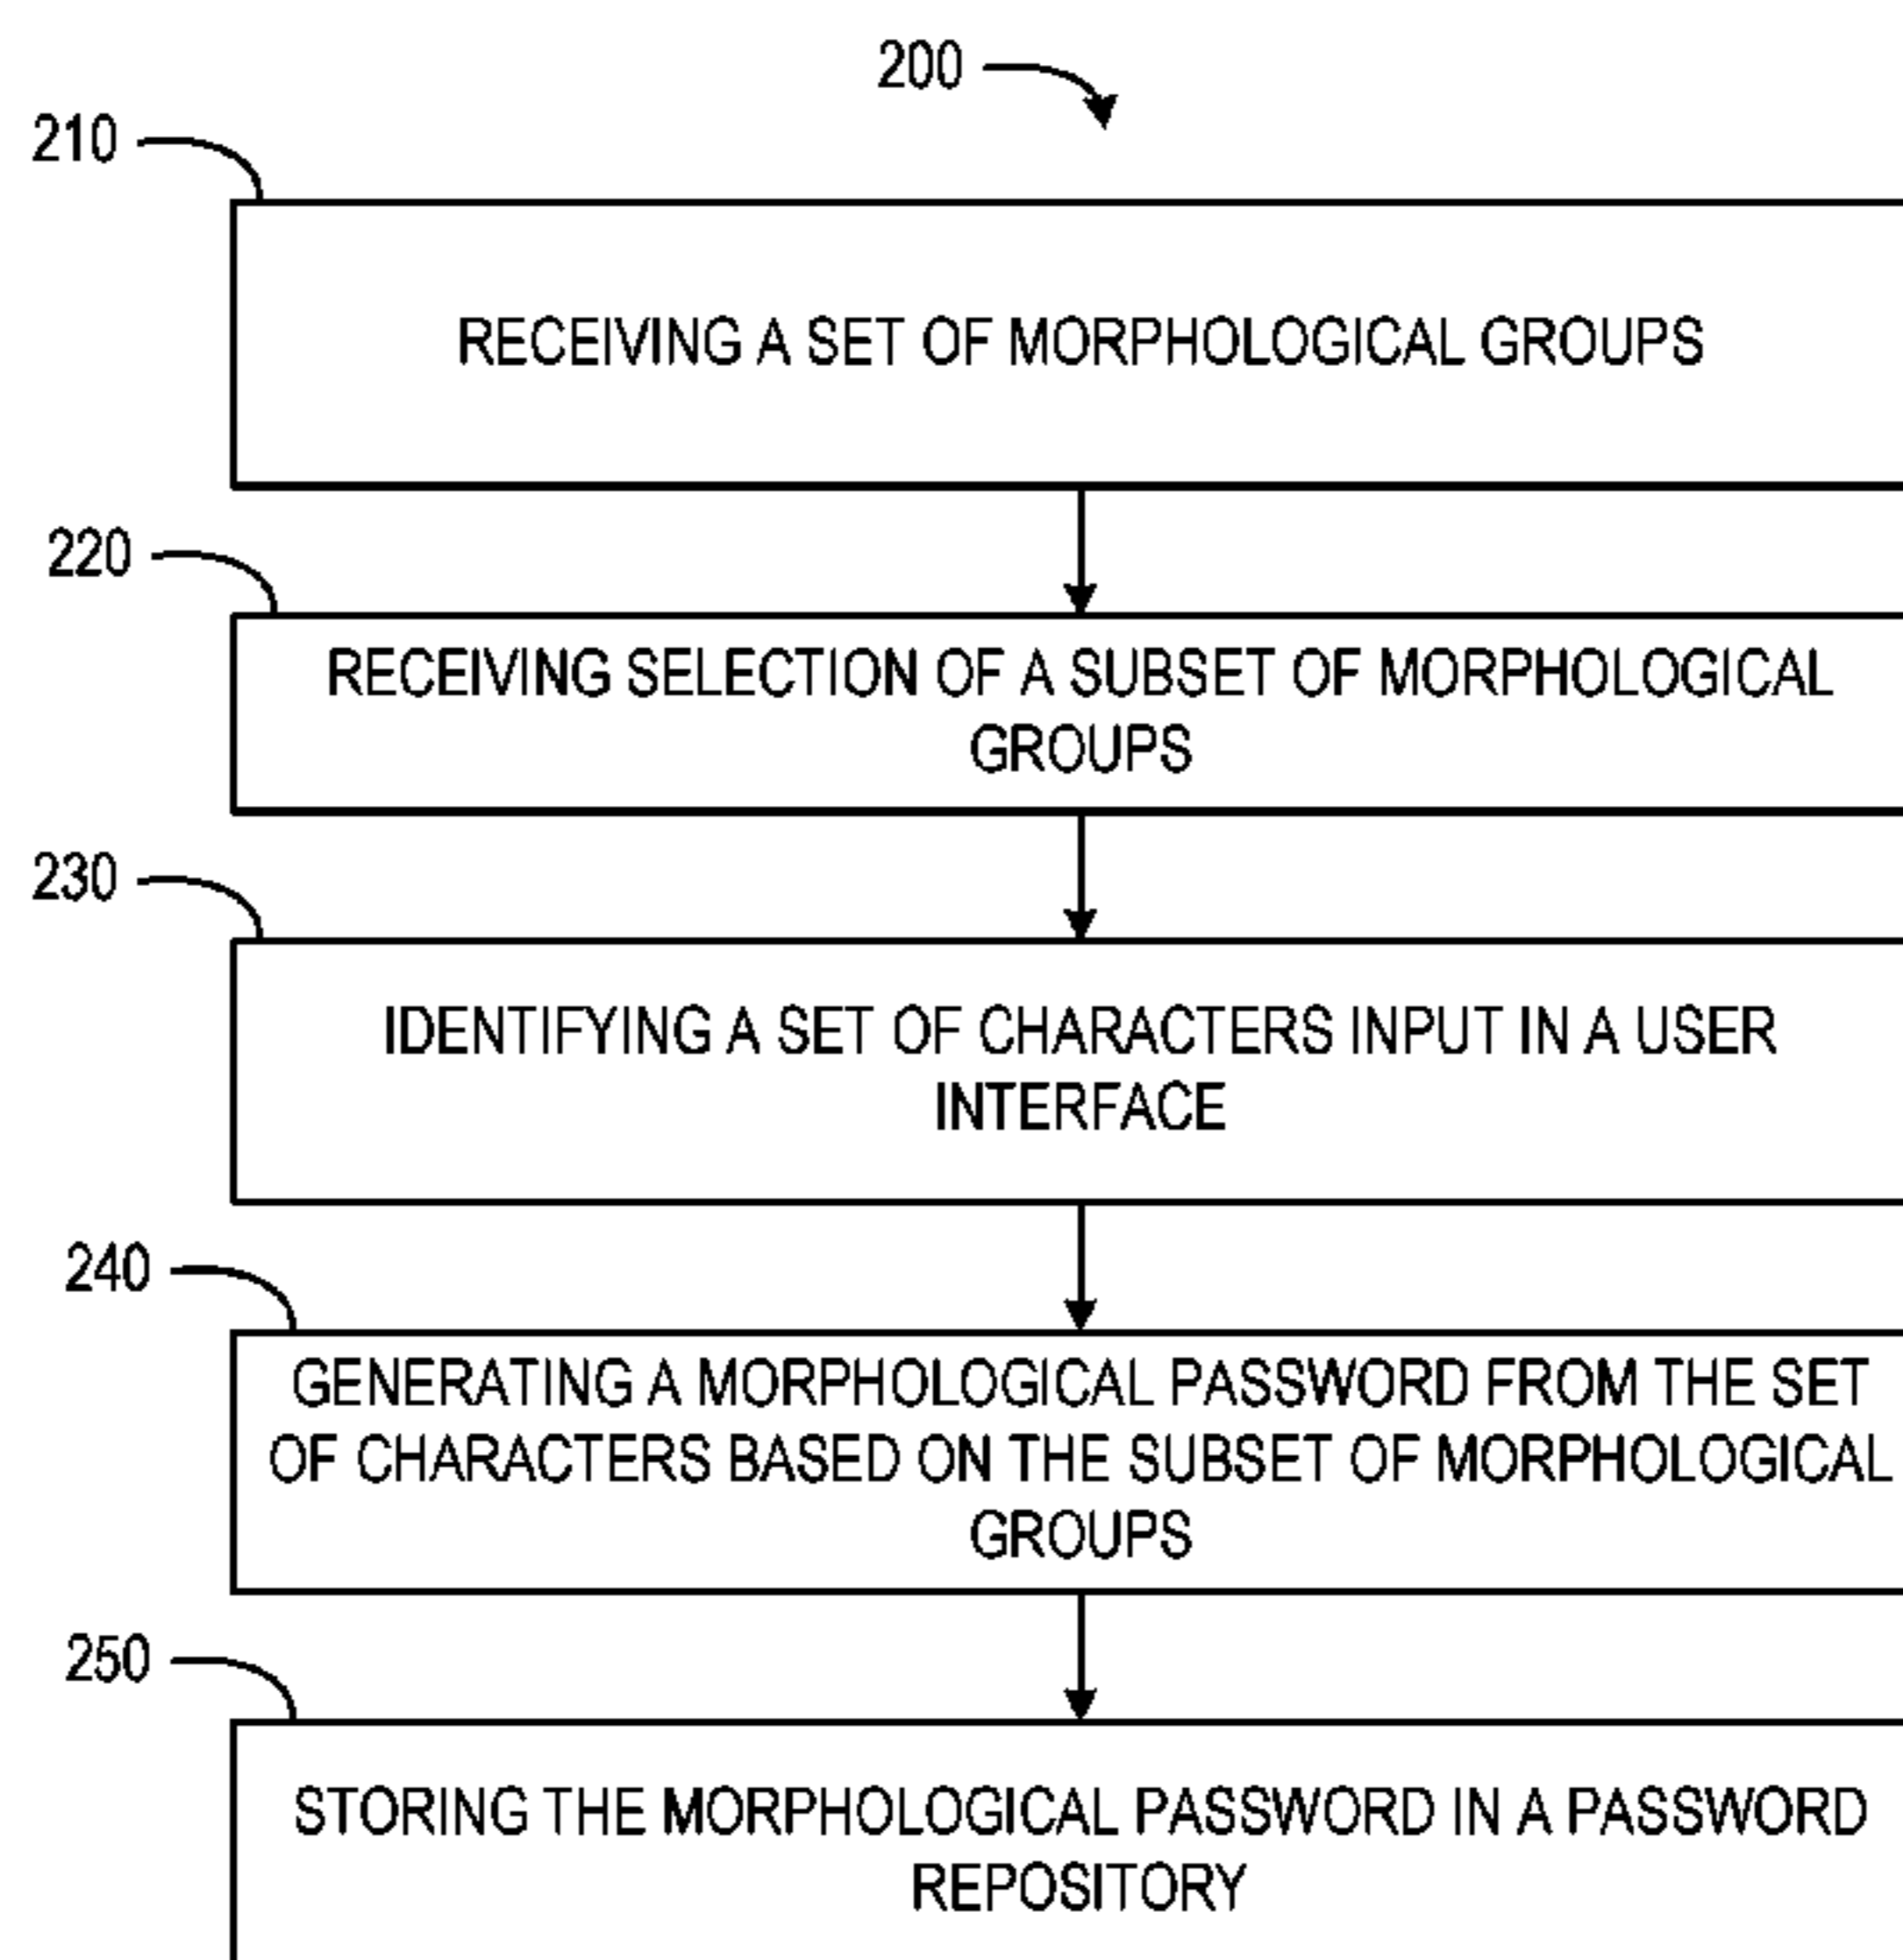 200
210
RECEIVING A SET OF MORPHOLOGICAL GROUPS
220
RECEIVING SELECTION OF A SUBSET OF MORPHOLOGICAL
GROUPS
230
IDENTIFYING A SET OF CHARACTERS INPUT IN A USER
INTERFACE
240
GENERATING A MORPHOLOGICAL PASSWORD FROM THE SET
OF CHARACTERS BASED ON THE SUBSET OF MORPHOLOGICAL
GROUPS
250
STORING THE MORPHOLOGICAL PASSWORD IN A PASSWORD
REPOSITORY